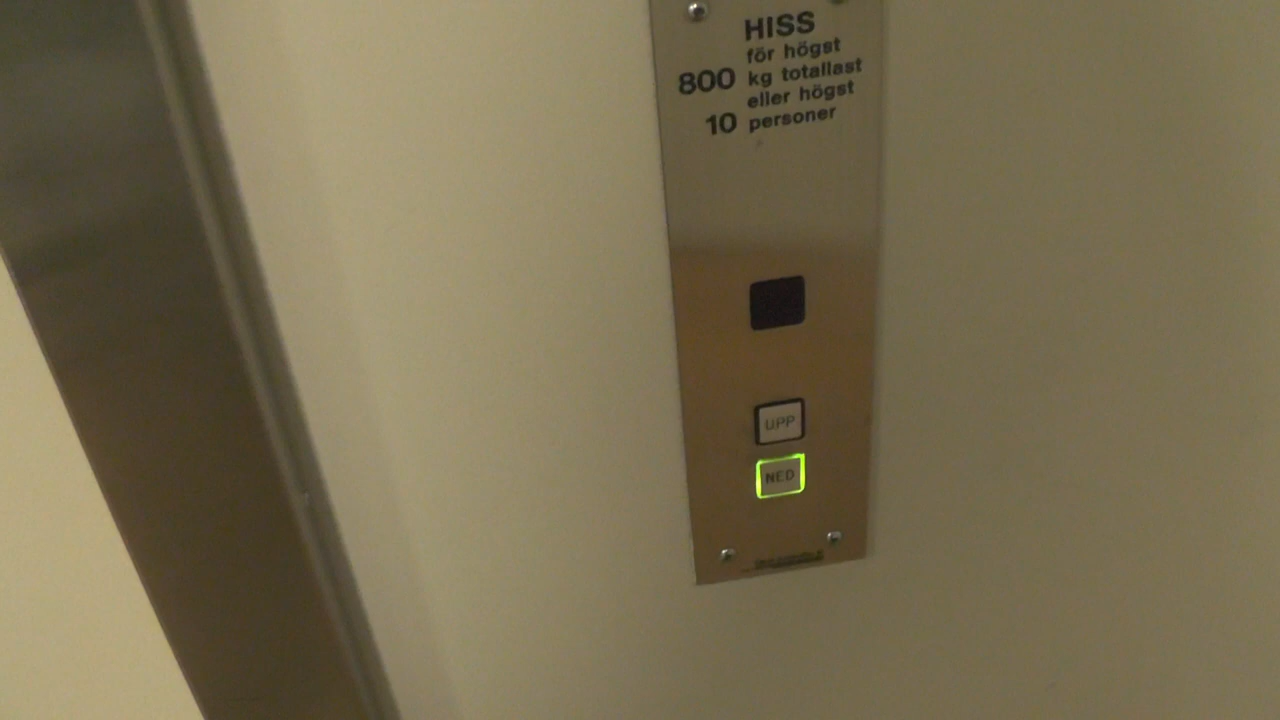 HISS
för högst
800 kg totallast
eller högst
10 personer
UPP
NED